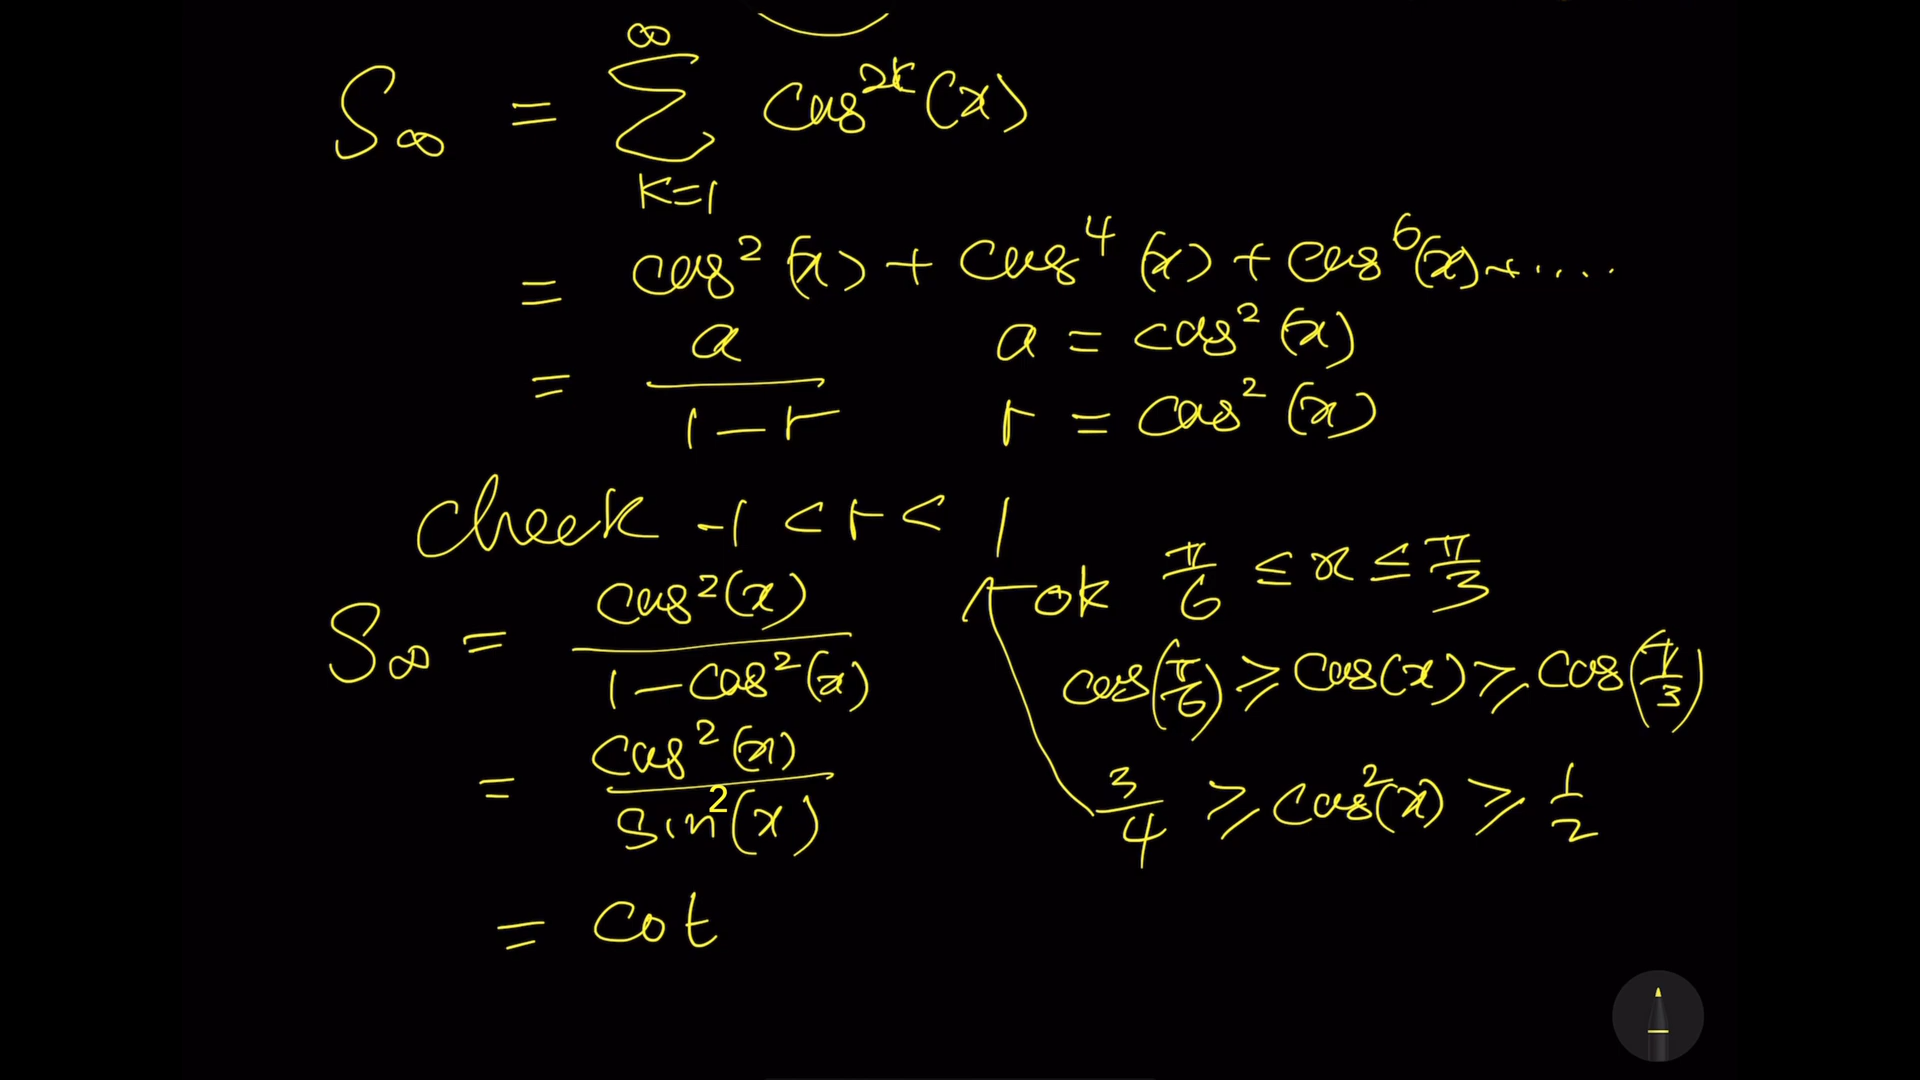 S∞ = ∞ Σ K=1 cos^2k (x)
= cos² (x) + cos⁴ (x) + cos⁶ (x) + .....
= a / 1 - r    a = cos² (x)
r = cos² (x)
check -1 < r < 1
ok π/6 ≤ x ≤ π/3
S∞ = cos²(x) / 1 - cos²(x)
cos(π/6) ≥ cos(x) ≥ cos(π/3)
= cos²(x) / sin²(x)
3/4 ≥ cos²(x) ≥ 1/2
= cot